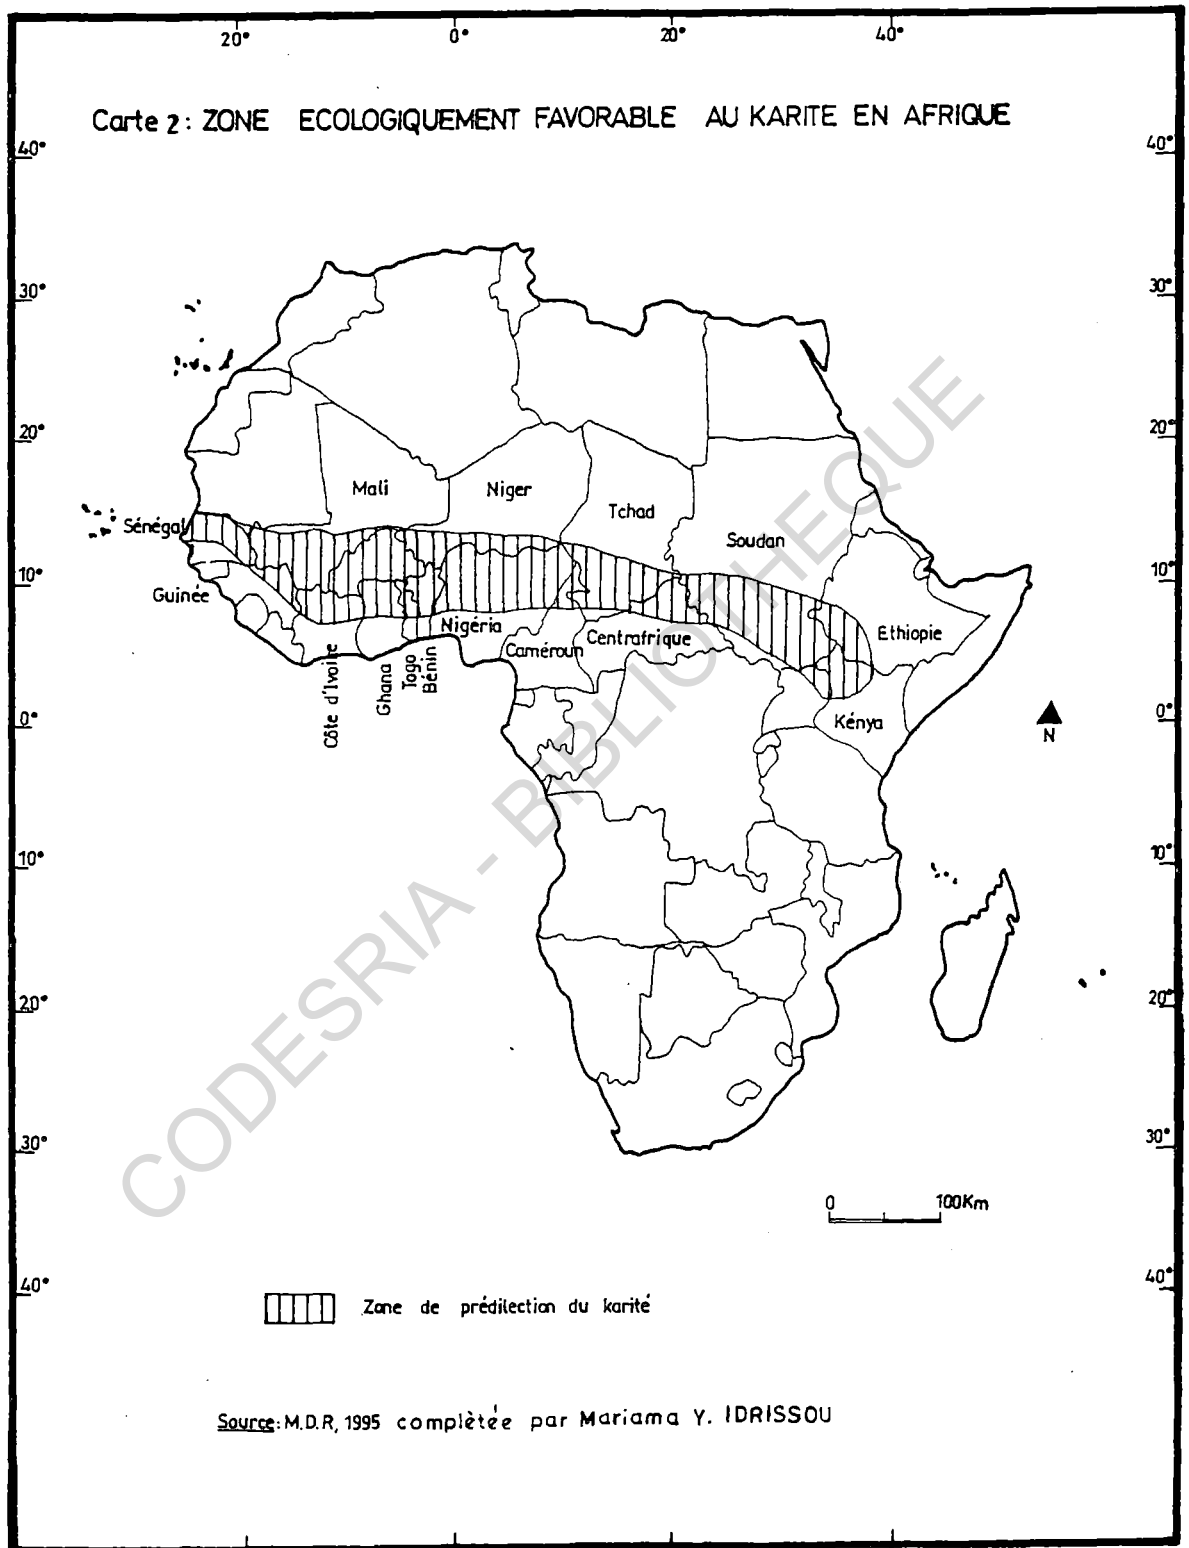 20° 0° 20° 40°
Carte 2: ZONE ECOLOGIQUEMENT FAVORABLE AU KARITE EN AFRIQUE
40° 40°
30° 30°
20° 20°
Mali Niger
Tchad
Sénégal
Soudan
10° 10°
Guinée
Nigéria
Ethiopie
Caméroun
Centrafrique
Côte d'Ivoire
Ghana
Togo
Bénin
0° 0°
Kénya
N
10° 10°
20° 20°
30° 30°
0 100Km
40° 40°
Zone de prédilection du karité
Source: M.D.R, 1995 complètée par Mariama Y. IDRISSOU
CODESRIA - BIBLIOTHEQUE